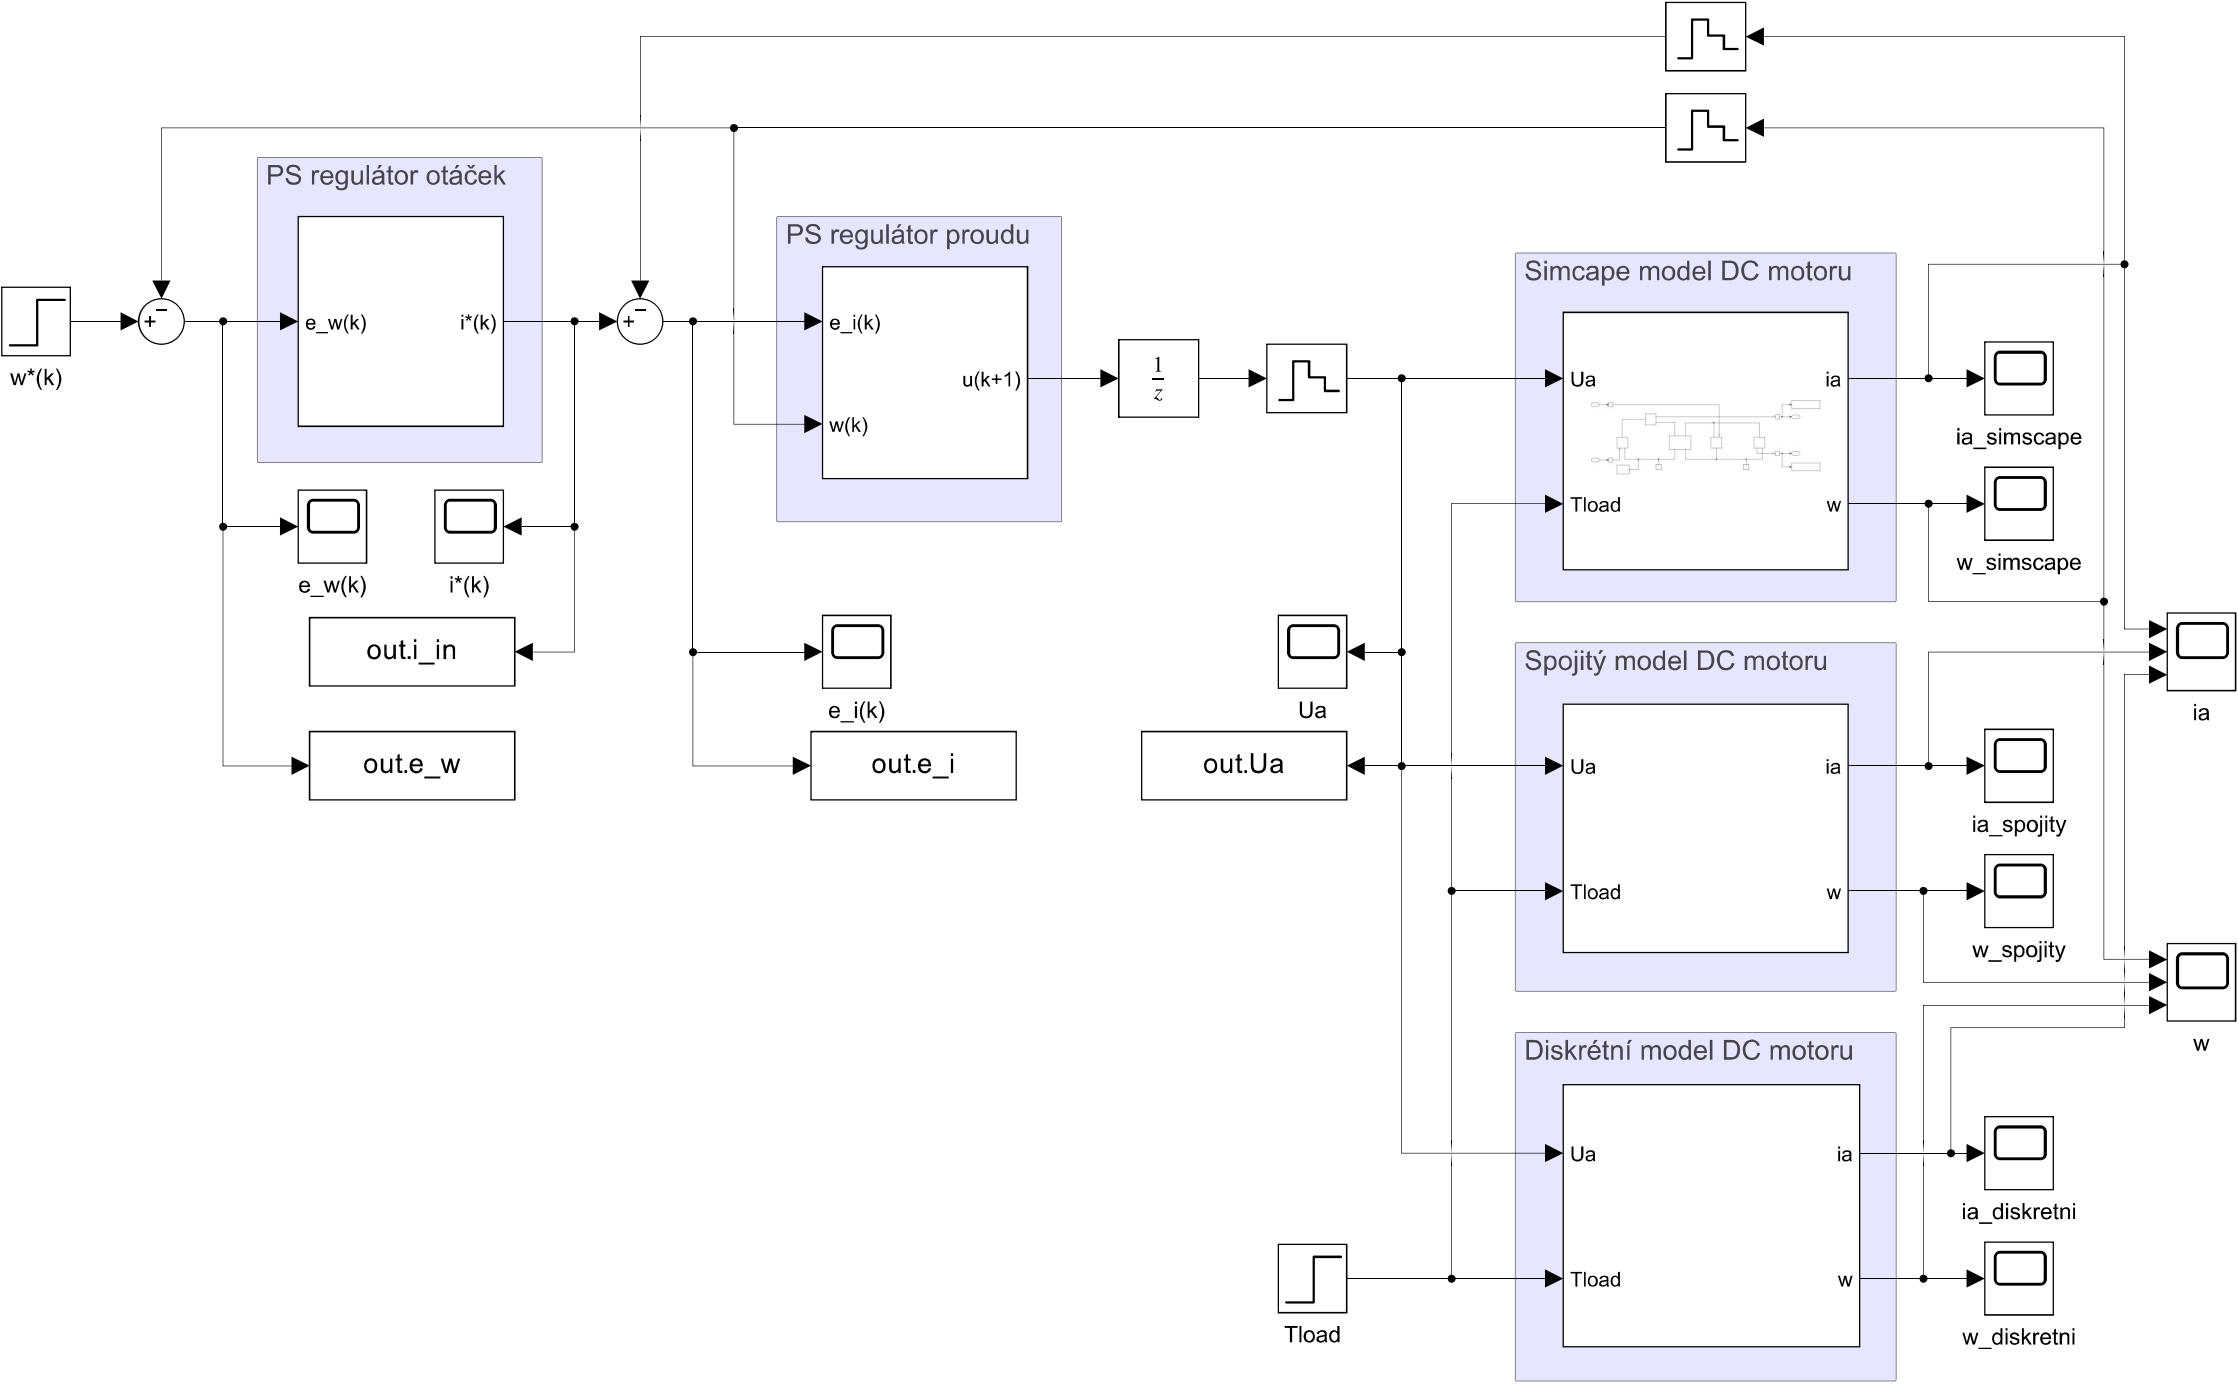 PS regulátor otáček
e_w(k)
i*(k)
+
−
w*(k)
PS regulátor proudu
e_i(k)
u(k+1)
w(k)
+
−
1
z
Simcape model DC motoru
Ua
ia
Tload
w
ia_simscape
w_simscape
e_w(k)
i*(k)
out.i_in
out.e_w
e_i(k)
out.e_i
Ua
out.Ua
Spojitý model DC motoru
Ua
ia
Tload
w
ia_spojity
w_spojity
ia
w
Diskrétní model DC motoru
Ua
ia
Tload
w
ia_diskretni
w_diskretni
Tload